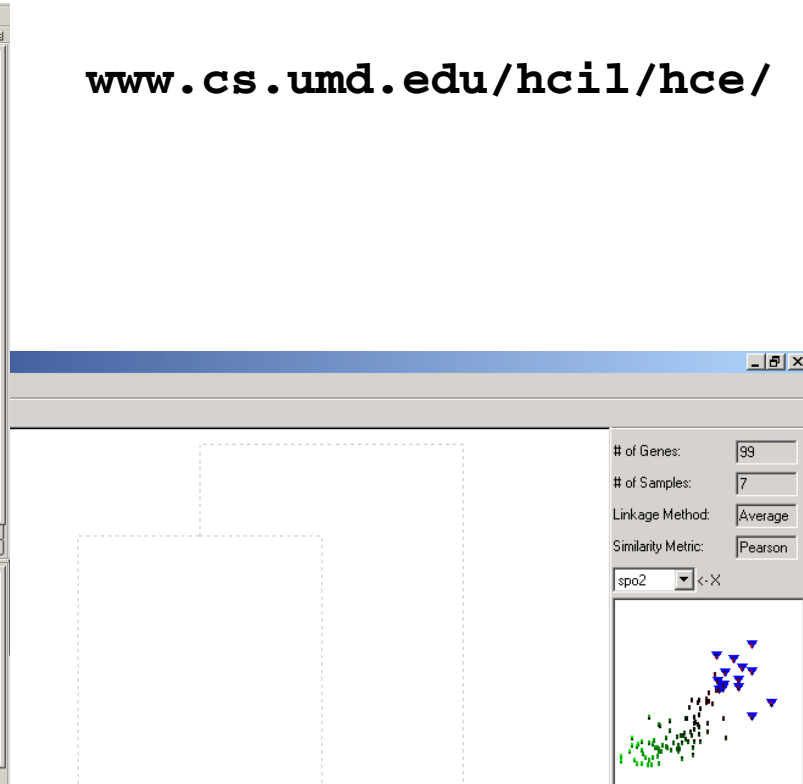 www.cs.umd.edu/hcil/hce/
# of Genes: 99
# of Samples: 7
Linkage Method: Average
Similarity Metric: Pearson
spo2 <-X